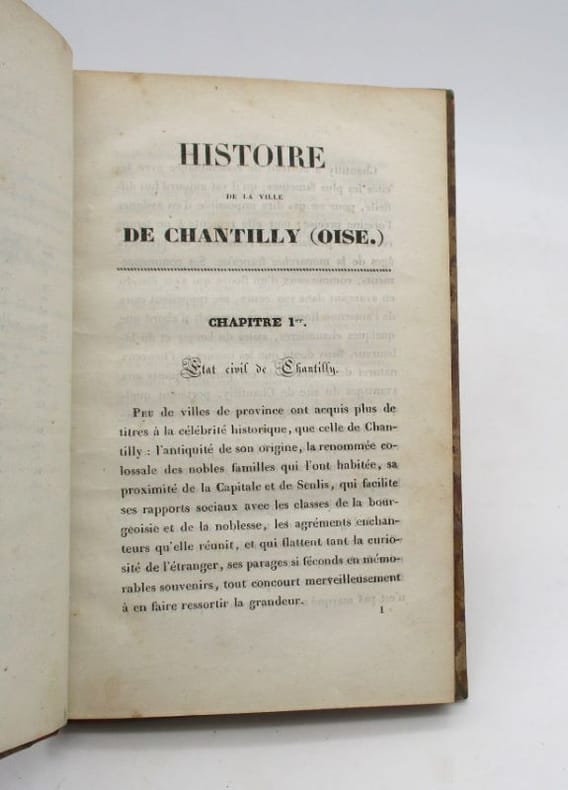 HISTOIRE
DE LA VILLE
DE CHANTILLY (OISE.)
CHAPITRE 1er.
Etat civil de Chantilly.
PEU de villes de province ont acquis plus de
titres à la célébrité historique, que celle de Chan-
tilly : l'antiquité de son origine, la renommée co-
lossale des nobles familles qui l'ont habitée, sa
proximité de la Capitale et de Senlis, qui facilite
ses rapports sociaux avec les classes de la bour-
geoisie et de la noblesse, les agréments enchan-
teurs qu'elle réunit, et qui flattent tant la curio-
sité de l'étranger, ses parages si féconds en mémo-
rables souvenirs, tout concourt merveilleusement
à en faire ressortir la grandeur.
1